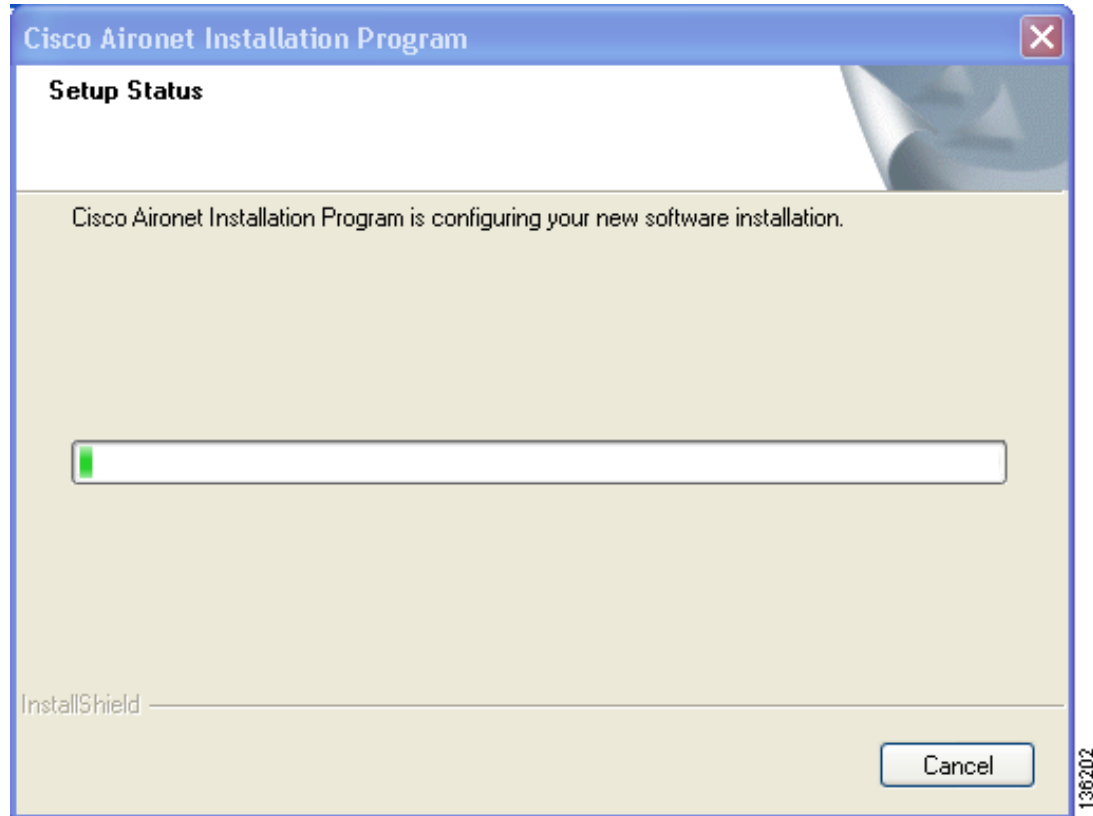 Cisco Aironet Installation Program
Setup Status
Cisco Aironet Installation Program is configuring your new software installation.
InstallShield
Cancel
136202